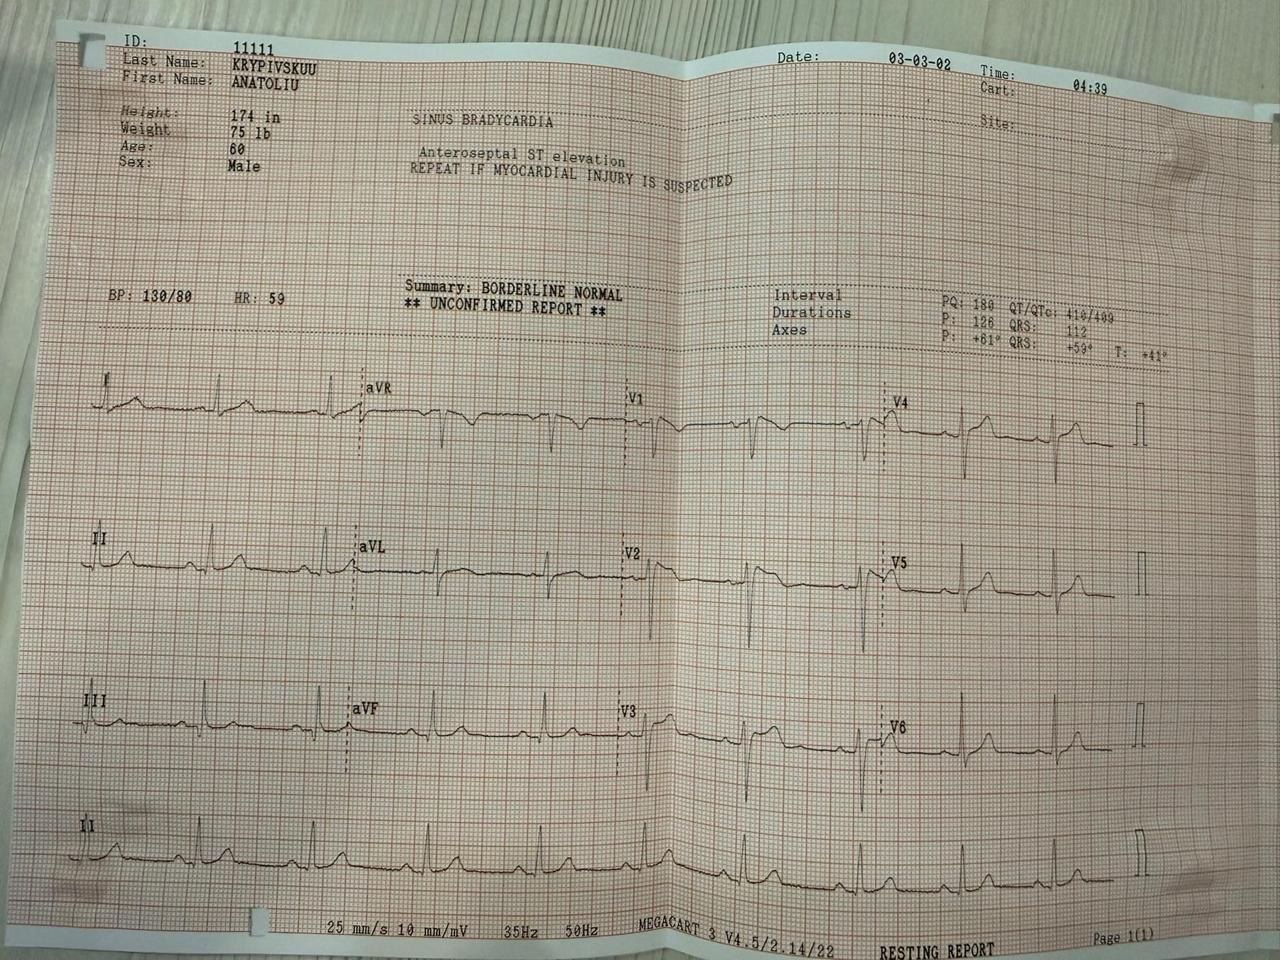 ID: 11111
Last Name: KRYPIVSKUU
First Name: ANATOLIU
Date: 03-03-02
Time: 04:39
Cart:
Site:
Height: 174 in
Weight 75 lb
Age: 60
Sex: Male
SINUS BRADYCARDIA
Anteroseptal ST elevation
REPEAT IF MYOCARDIAL INJURY IS SUSPECTED
BP: 130/80 HR: 59
Summary: BORDERLINE NORMAL
** UNCONFIRMED REPORT **
Interval PQ: 180 QT/QTc: 410/409
Durations P: 126 QRS: 112
Axes P: +61° QRS: +59° T: +41°
I aVR V1 V4
II aVL V2 V5
III aVF V3 V6
II
25 mm/s 10 mm/mV 35Hz 50Hz MEGACART 3 V4.5/2.14/22 RESTING REPORT Page 1(1)